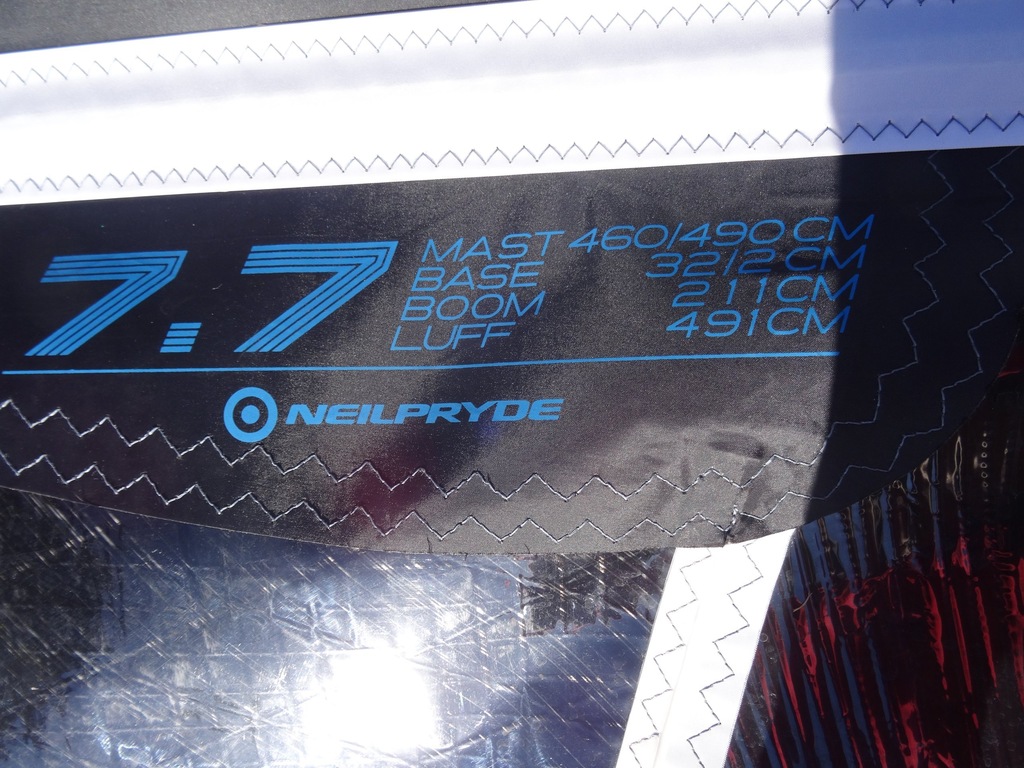 7.7
MAST 460/490 CM
BASE 32/2 CM
BOOM 211 CM
LUFF 491 CM
NEILPRYDE